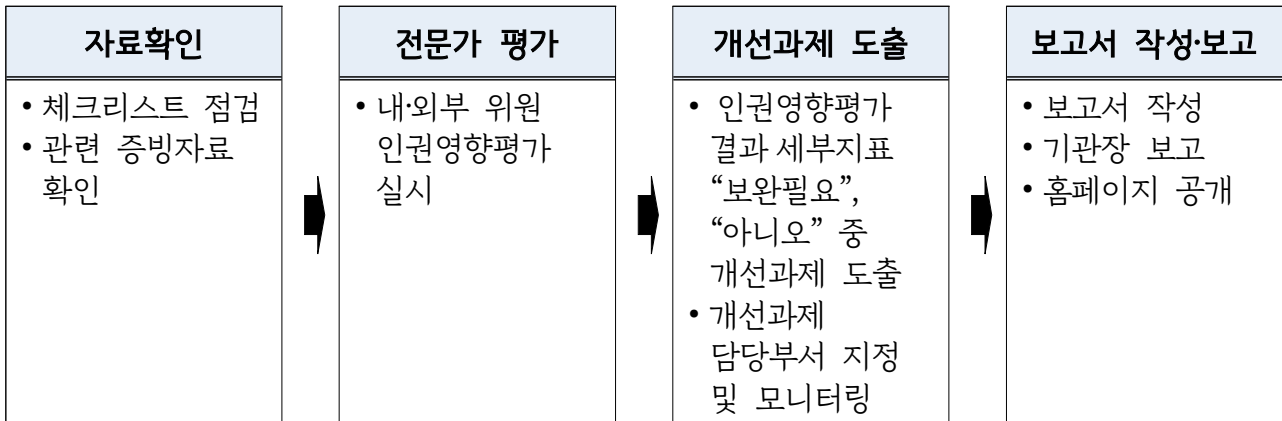 자료확인
• 체크리스트 점검
• 관련 증빙자료
확인
전문가 평가
• 내·외부 위원
인권영향평가
실시
개선과제 도출
• 인권영향평가
결과 세부지표
“보완필요”,
“아니오” 중
개선과제 도출
• 개선과제
담당부서 지정
및 모니터링
보고서 작성·보고
• 보고서 작성
• 기관장 보고
• 홈페이지 공개